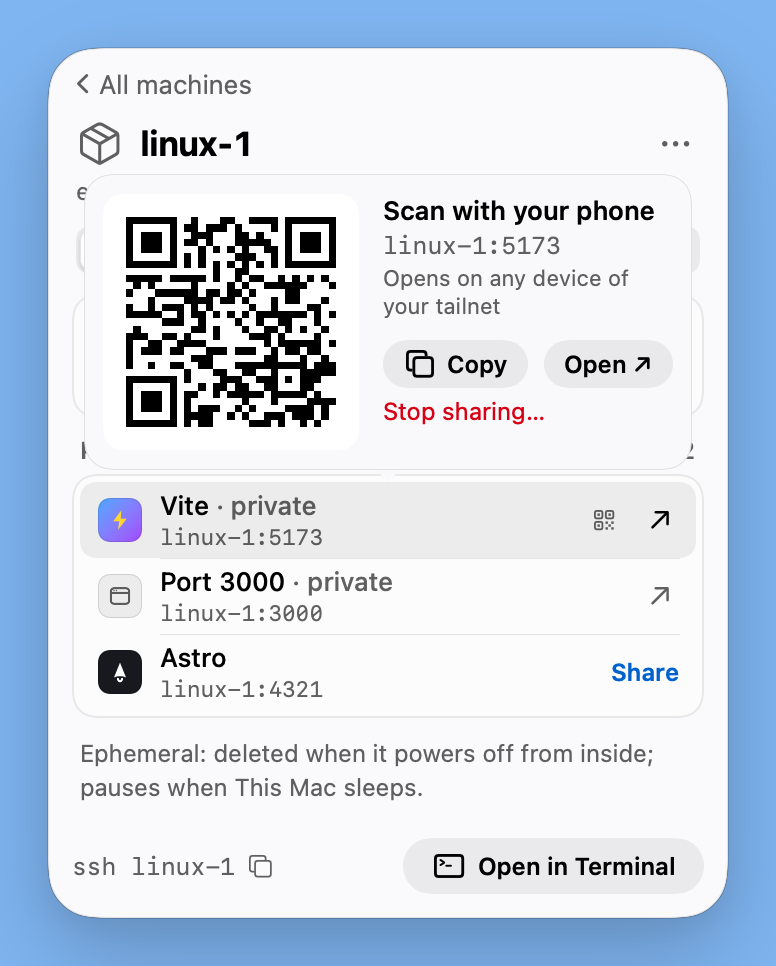 All machines
linux-1
Scan with your phone
linux-1:5173
Opens on any device of
your tailnet
Copy
Open
Stop sharing...
Vite · private
linux-1:5173
Port 3000 · private
linux-1:3000
Astro
linux-1:4321
Share
Ephemeral: deleted when it powers off from inside;
pauses when This Mac sleeps.
ssh linux-1
Open in Terminal